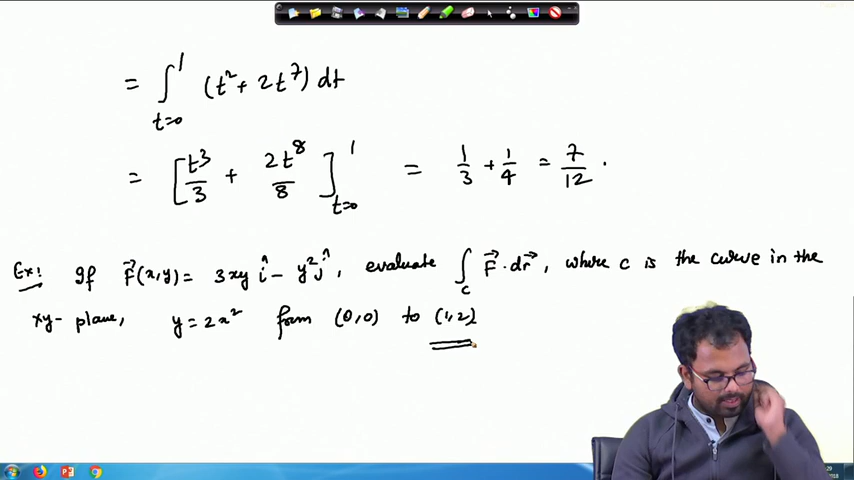 = ∫_{t=0}^{1} (t² + 2t⁷) dt
= [t³/3 + 2t⁸/8]_{t=0}^{1} = 1/3 + 1/4 = 7/12 .
Ex: If F⃗(x,y) = 3xy î - y² ĵ, evaluate ∫_c F⃗ · dr⃗, where c is the curve in the
xy- plane, y = 2x² from (0,0) to (1,2)